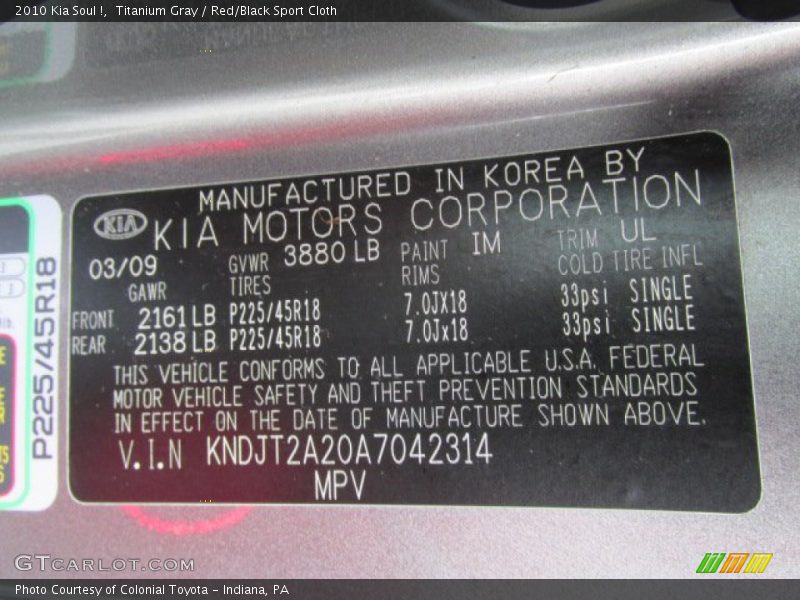 2010 Kia Soul !, Titanium Gray / Red/Black Sport Cloth
MANUFACTURED IN KOREA BY
KIA KIA MOTORS CORPORATION
03/09 GVWR 3880 LB PAINT IM TRIM UL
GAWR TIRES RIMS COLD TIRE INFL
FRONT 2161 LB P225/45R18 7.0JX18 33psi SINGLE
REAR 2138 LB P225/45R18 7.0Jx18 33psi SINGLE
THIS VEHICLE CONFORMS TO ALL APPLICABLE U.S.A. FEDERAL
MOTOR VEHICLE SAFETY AND THEFT PREVENTION STANDARDS
IN EFFECT ON THE DATE OF MANUFACTURE SHOWN ABOVE.
V.I.N KNDJT2A20A7042314
MPV
P225/45R18
GTCARLOT.COM
Photo Courtesy of Colonial Toyota - Indiana, PA